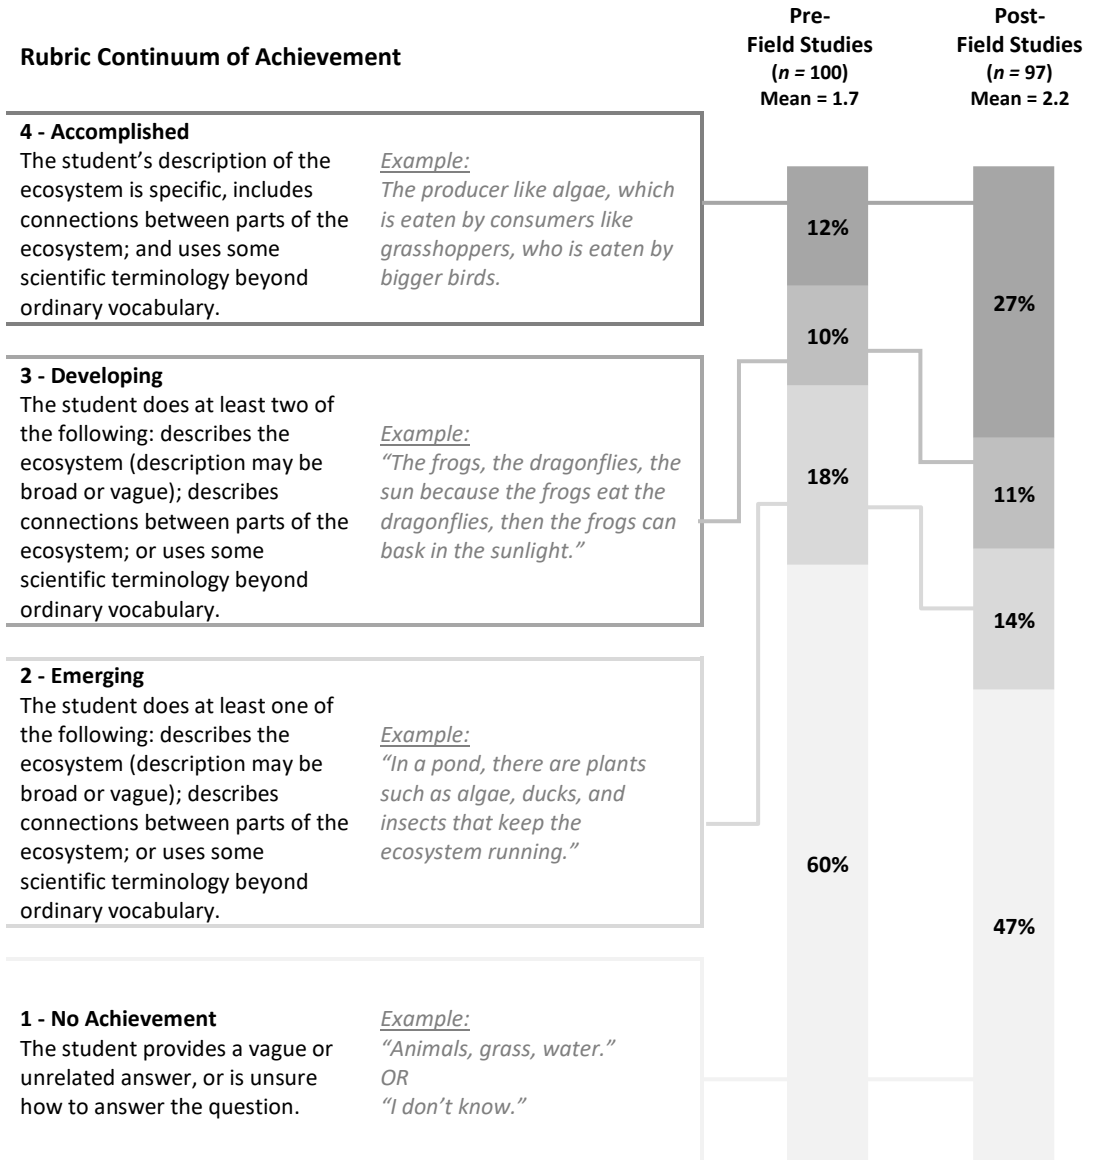 Pre-
Field Studies
(n = 100)
Mean = 1.7
Post-
Field Studies
(n = 97)
Mean = 2.2
Rubric Continuum of Achievement
4 - Accomplished
The student’s description of the
ecosystem is specific, includes
connections between parts of the
ecosystem; and uses some
scientific terminology beyond
ordinary vocabulary.
Example:
The producer like algae, which
is eaten by consumers like
grasshoppers, who is eaten by
bigger birds.
3 - Developing
The student does at least two of
the following: describes the
ecosystem (description may be
broad or vague); describes
connections between parts of the
ecosystem; or uses some
scientific terminology beyond
ordinary vocabulary.
Example:
“The frogs, the dragonflies, the
sun because the frogs eat the
dragonflies, then the frogs can
bask in the sunlight.”
2 - Emerging
The student does at least one of
the following: describes the
ecosystem (description may be
broad or vague); describes
connections between parts of the
ecosystem; or uses some
scientific terminology beyond
ordinary vocabulary.
Example:
“In a pond, there are plants
such as algae, ducks, and
insects that keep the
ecosystem running.”
1 - No Achievement
The student provides a vague or
unrelated answer, or is unsure
how to answer the question.
Example:
“Animals, grass, water.”
OR
“I don’t know.”
12%
10%
18%
60%
27%
11%
14%
47%